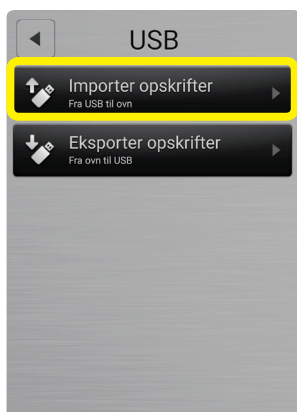 USB
Importer opskrifter
Fra USB til ovn
Eksporter opskrifter
Fra ovn til USB